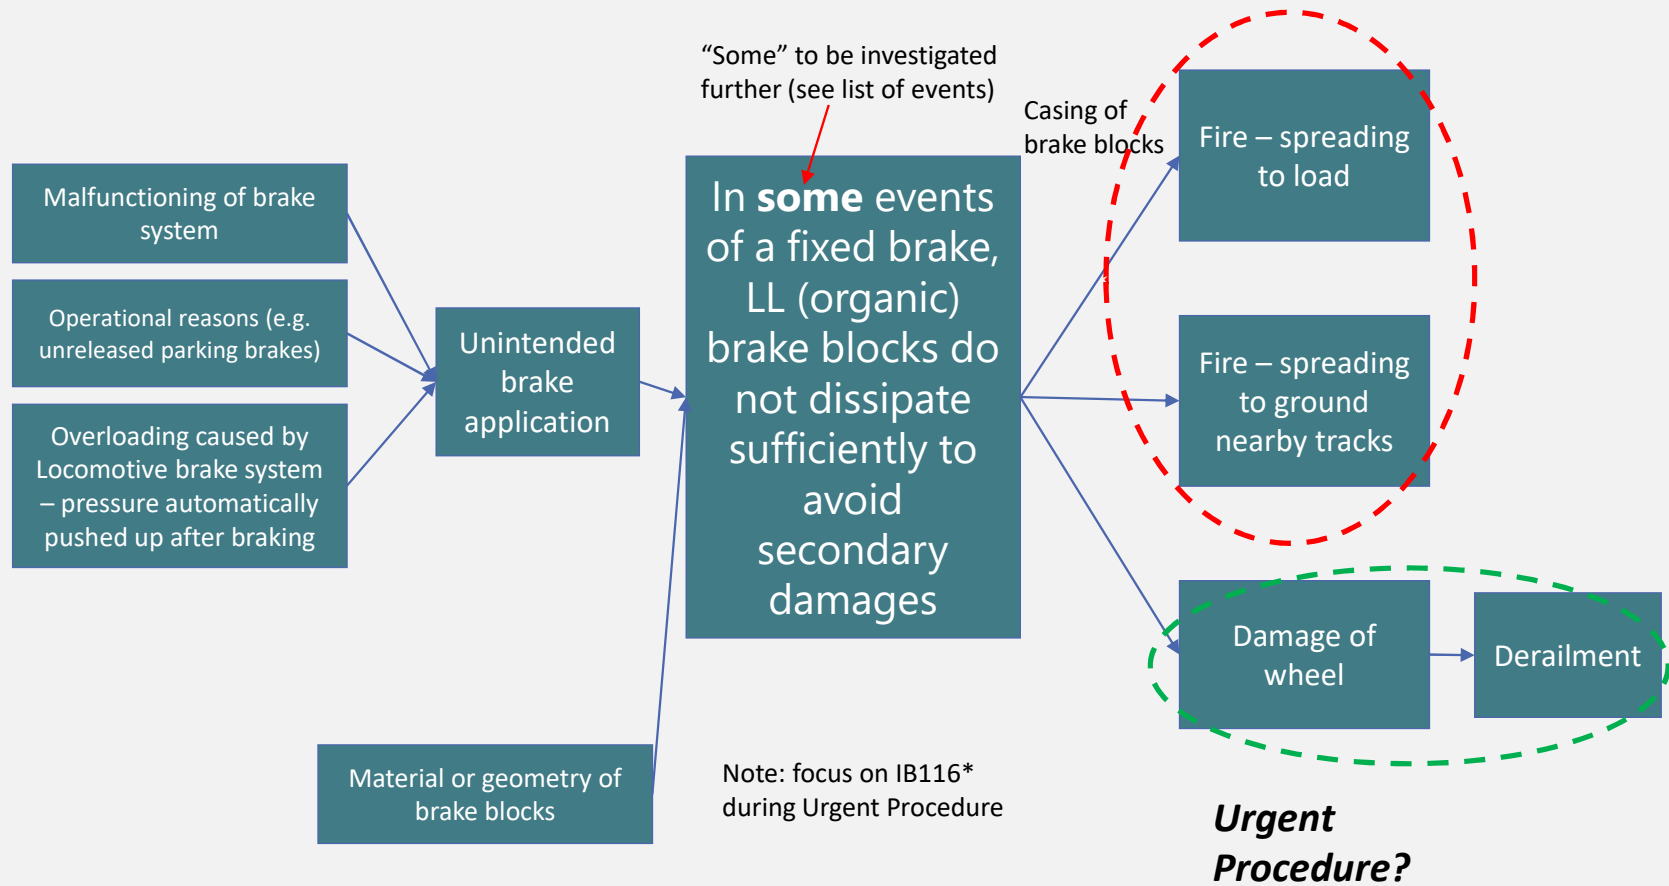 “Some” to be investigated
further (see list of events)
Casing of
brake blocks
Malfunctioning of brake
system
Operational reasons (e.g.
unreleased parking brakes)
Overloading caused by
Locomotive brake system
– pressure automatically
pushed up after braking
Unintended
brake
application
Material or geometry of
brake blocks
In some events
of a fixed brake,
LL (organic)
brake blocks do
not dissipate
sufficiently to
avoid
secondary
damages
Note: focus on IB116*
during Urgent Procedure
Fire – spreading
to load
Fire – spreading
to ground
nearby tracks
Damage of
wheel
Derailment
Urgent
Procedure?